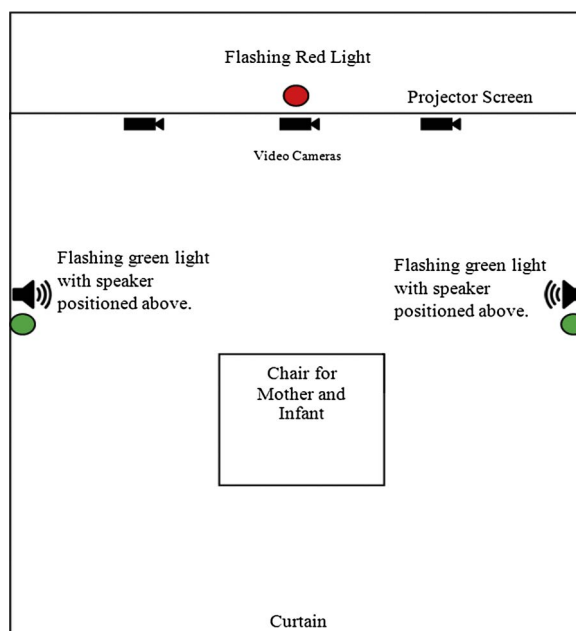 Flashing Red Light
Projector Screen
Video Cameras
Flashing green light
with speaker
positioned above.
Flashing green light
with speaker
positioned above.
Chair for
Mother and
Infant
Curtain